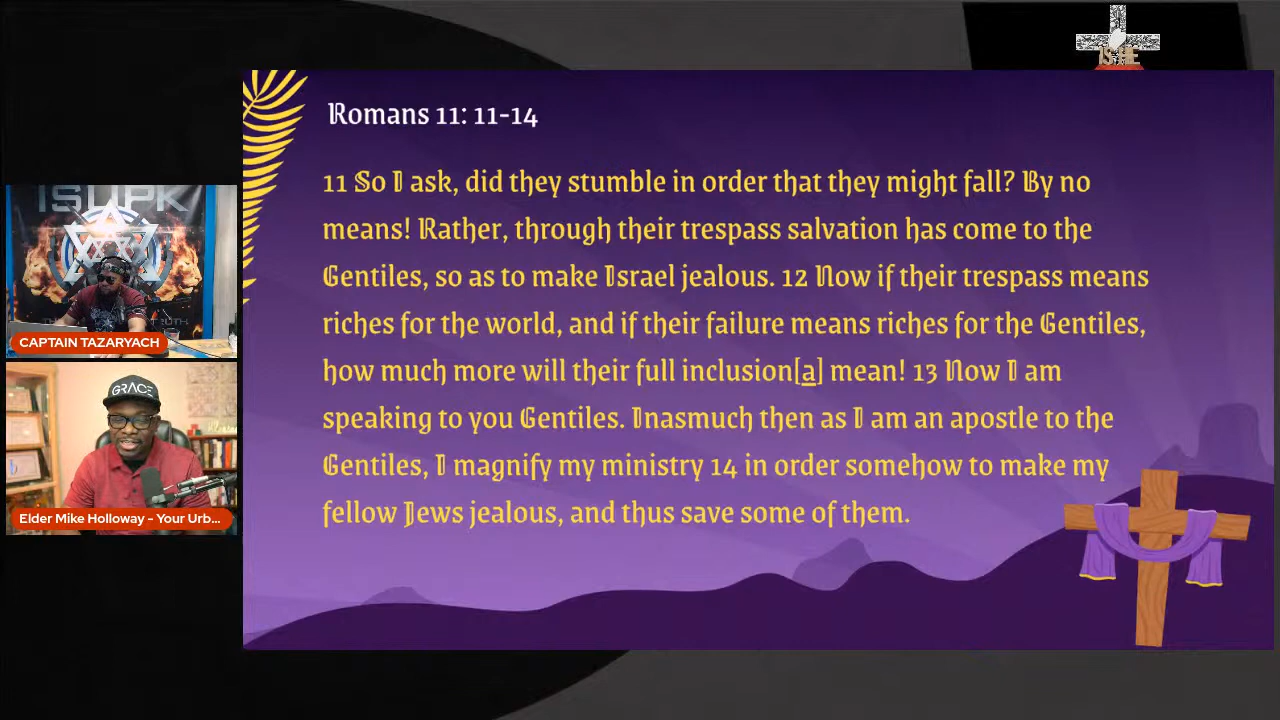 IS HE
Romans 11: 11-14
11 So I ask, did they stumble in order that they might fall? By no
means! Rather, through their trespass salvation has come to the
Gentiles, so as to make Israel jealous. 12 Now if their trespass means
riches for the world, and if their failure means riches for the Gentiles,
how much more will their full inclusion[a] mean! 13 Now I am
speaking to you Gentiles. Inasmuch then as I am an apostle to the
Gentiles, I magnify my ministry 14 in order somehow to make my
fellow Jews jealous, and thus save some of them.
ISUPK
CAPTAIN TAZARYACH
GRACE
Elder Mike Holloway - Your Urb...